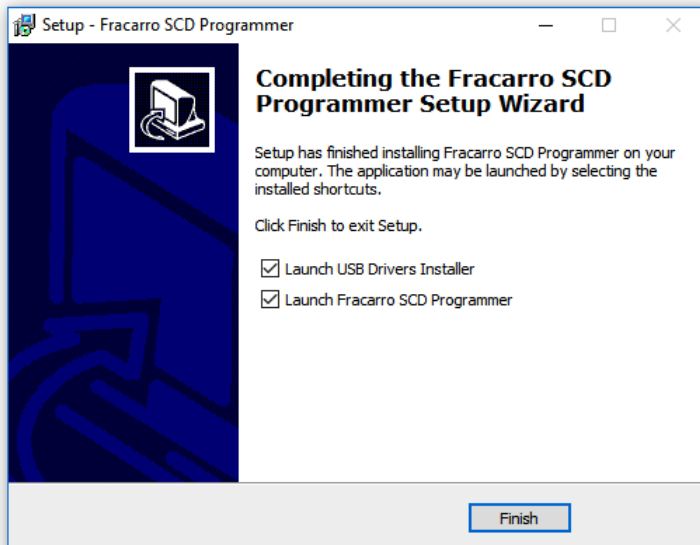 Setup - Fracarro SCD Programmer
Completing the Fracarro SCD
Programmer Setup Wizard
Setup has finished installing Fracarro SCD Programmer on your
computer. The application may be launched by selecting the
installed shortcuts.
Click Finish to exit Setup.
Launch USB Drivers Installer
Launch Fracarro SCD Programmer
Finish